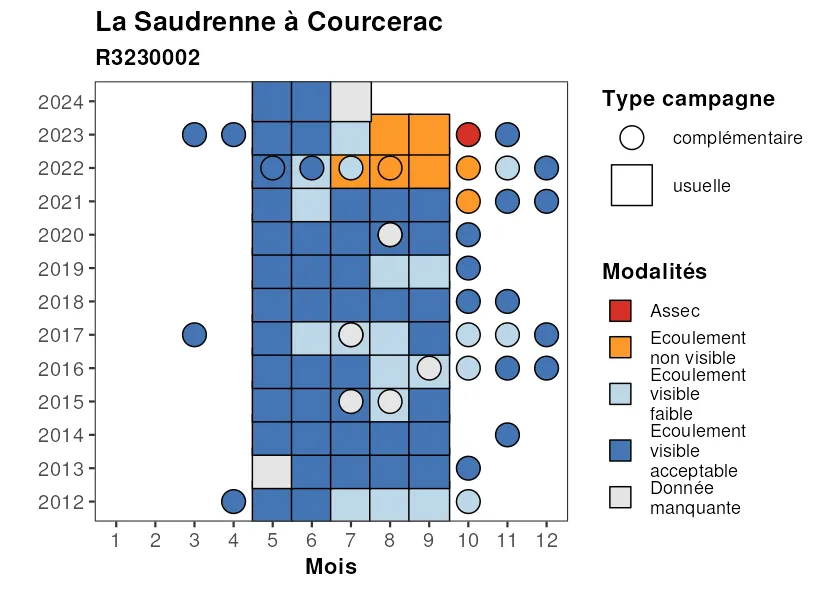 La Saudrenne à Courcerac
R3230002
2024
2023
2022
2021
2020
2019
2018
2017
2016
2015
2014
2013
2012
1 2 3 4 5 6 7 8 9 10 11 12
Mois
Type campagne
complémentaire
usuelle
Modalités
Assec
Ecoulement
non visible
Ecoulement
visible
faible
Ecoulement
visible
acceptable
Donnée
manquante